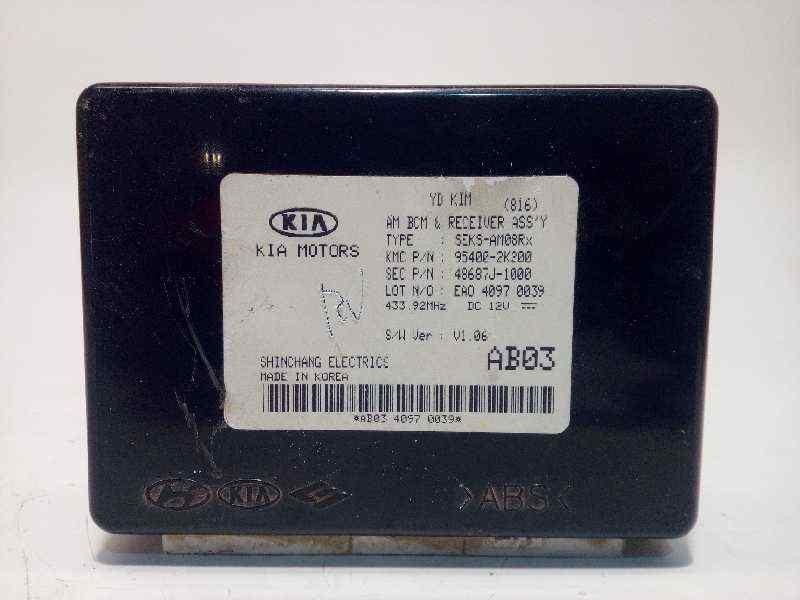 YD KIM (816)
KIA
AM BCM & RECEIVER ASS'Y
KIA MOTORS
TYPE : SEKS-AM08Rx
KMC P/N : 95400-2K200
SEC P/N : 48687J-1000
LOT N/O : EAO 4097 0039
433.92MHz DC 12V
S/W Ver : V1.06
SHINCHANG ELECTRICS
AB03
MADE IN KOREA
*AB03 4097 0039*
KIA
>ABS<